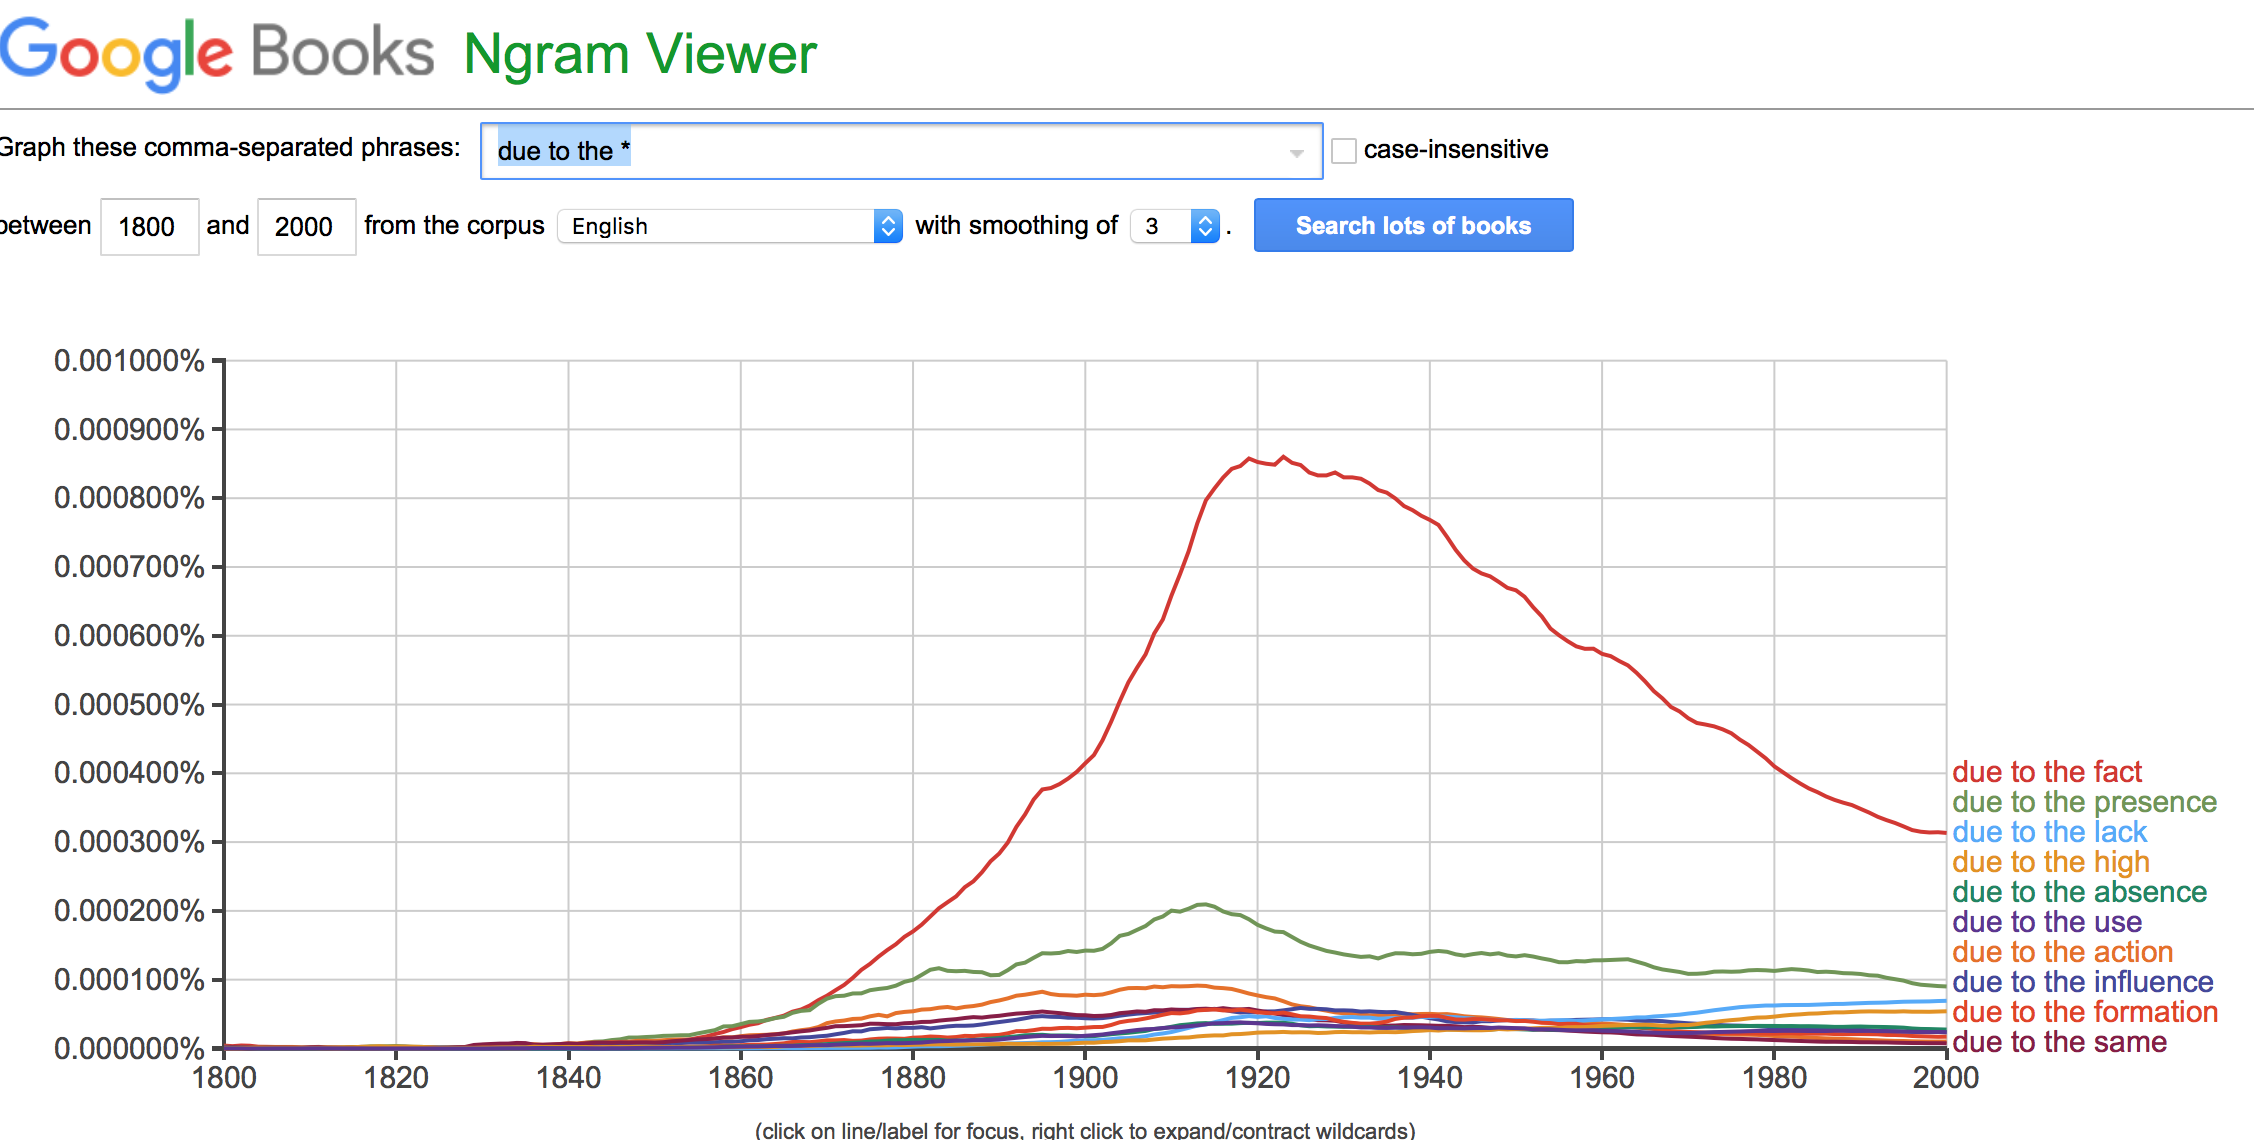 Google Books Ngram Viewer
Graph these comma-separated phrases: due to the * case-insensitive
between 1800 and 2000 from the corpus English with smoothing of 3 . Search lots of books
0.001000%
0.000900%
0.000800%
0.000700%
0.000600%
0.000500%
0.000400%
0.000300%
0.000200%
0.000100%
0.000000%
due to the fact
due to the presence
due to the lack
due to the high
due to the absence
due to the use
due to the action
due to the influence
due to the formation
due to the same
1800 1820 1840 1860 1880 1900 1920 1940 1960 1980 2000
(click on line/label for focus, right click to expand/contract wildcards)